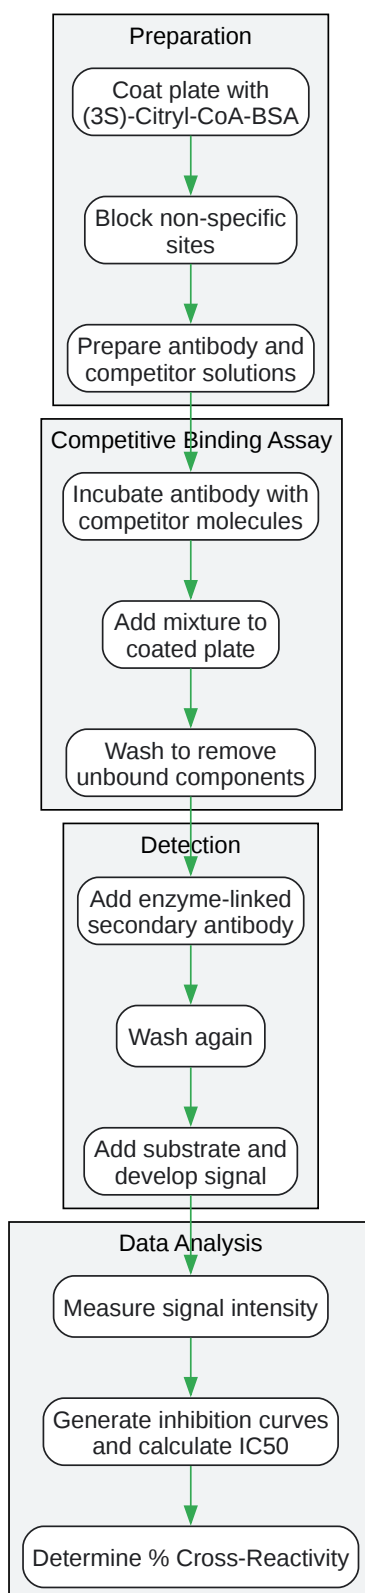 Preparation
Coat plate with
(3S)-Citryl-CoA-BSA
Block non-specific
sites
Prepare antibody and
competitor solutions
Competitive Binding Assay
Incubate antibody with
competitor molecules
Add mixture to
coated plate
Wash to remove
unbound components
Detection
Add enzyme-linked
secondary antibody
Wash again
Add substrate and
develop signal
Data Analysis
Measure signal intensity
Generate inhibition curves
and calculate IC50
Determine % Cross-Reactivity